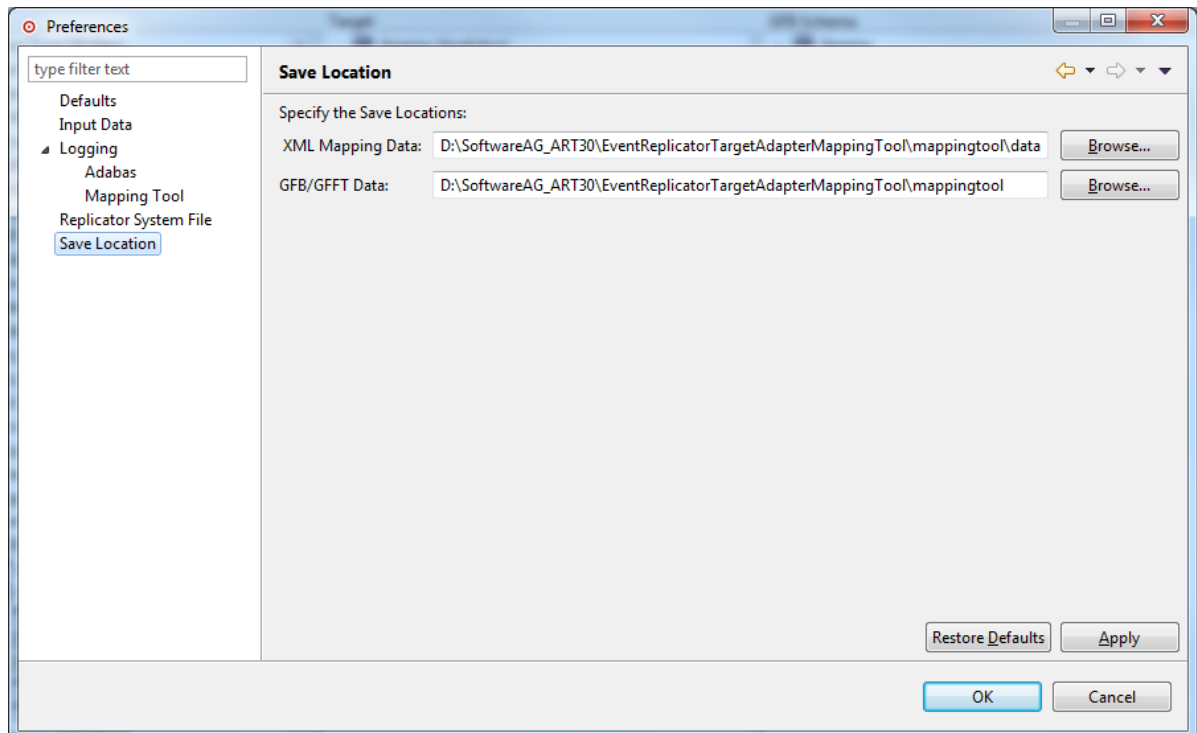 Preferences
Target
type filter text
Defaults
Input Data
Logging
Adabas
Mapping Tool
Replicator System File
Save Location
Save Location
Specify the Save Locations:
XML Mapping Data: D:\SoftwareAG_ART30\EventReplicatorTargetAdapterMappingTool\mappingtool\data Browse...
GFB/GFFT Data: D:\SoftwareAG_ART30\EventReplicatorTargetAdapterMappingTool\mappingtool Browse...
Restore Defaults Apply
OK Cancel